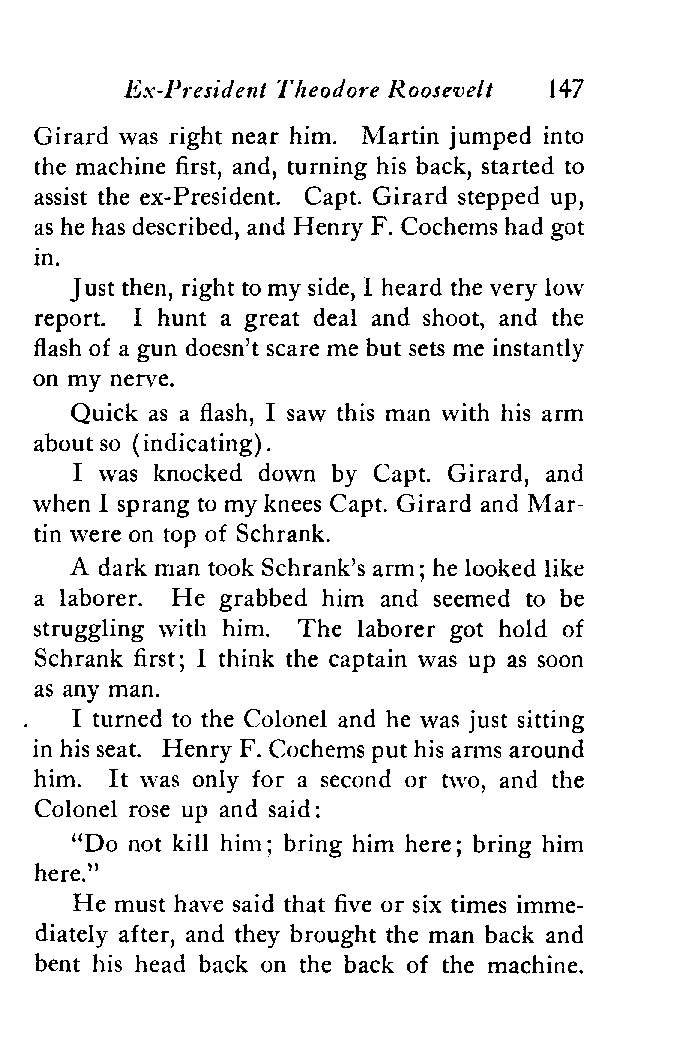 Ex-President Theodore Roosevelt 147
Girard was right near him. Martin jumped into
the machine first, and, turning his back, started to
assist the ex-President. Capt. Girard stepped up,
as he has described, and Henry F. Cochems had got
in.
Just then, right to my side, I heard the very low
report. I hunt a great deal and shoot, and the
flash of a gun doesn't scare me but sets me instantly
on my nerve.
Quick as a flash, I saw this man with his arm
about so (indicating).
I was knocked down by Capt. Girard, and
when I sprang to my knees Capt. Girard and Mar-
tin were on top of Schrank.
A dark man took Schrank's arm; he looked like
a laborer. He grabbed him and seemed to be
struggling with him. The laborer got hold of
Schrank first; I think the captain was up as soon
as any man.
I turned to the Colonel and he was just sitting
in his seat. Henry F. Cochems put his arms around
him. It was only for a second or two, and the
Colonel rose up and said:
"Do not kill him; bring him here; bring him
here."
He must have said that five or six times imme-
diately after, and they brought the man back and
bent his head back on the back of the machine.